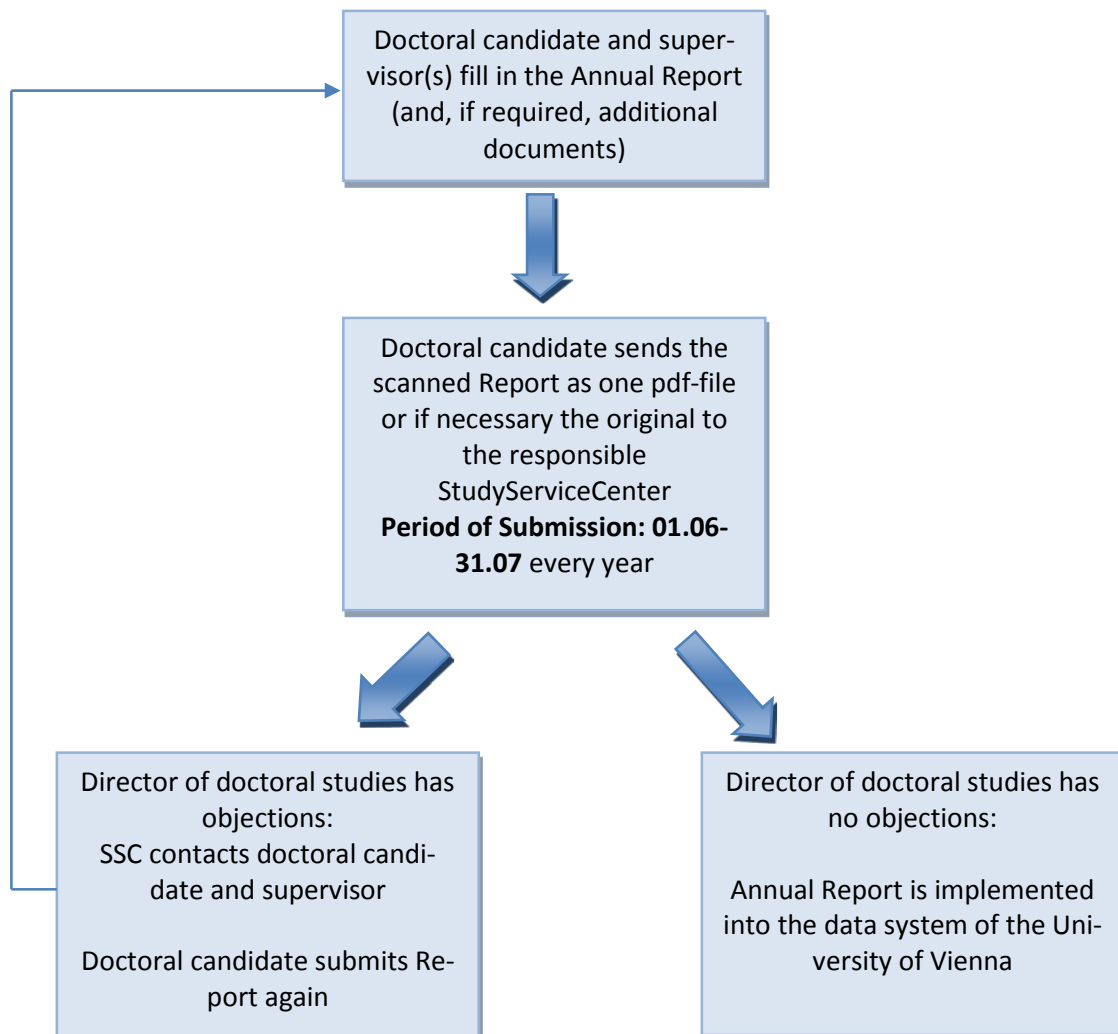 Doctoral candidate and super-
visor(s) fill in the Annual Report
(and, if required, additional
documents)
Doctoral candidate sends the
scanned Report as one pdf-file
or if necessary the original to
the responsible
StudyServiceCenter
Period of Submission: 01.06-
31.07 every year
Director of doctoral studies has
objections:
SSC contacts doctoral candi-
date and supervisor
Doctoral candidate submits Re-
port again
Director of doctoral studies has
no objections:
Annual Report is implemented
into the data system of the Uni-
versity of Vienna